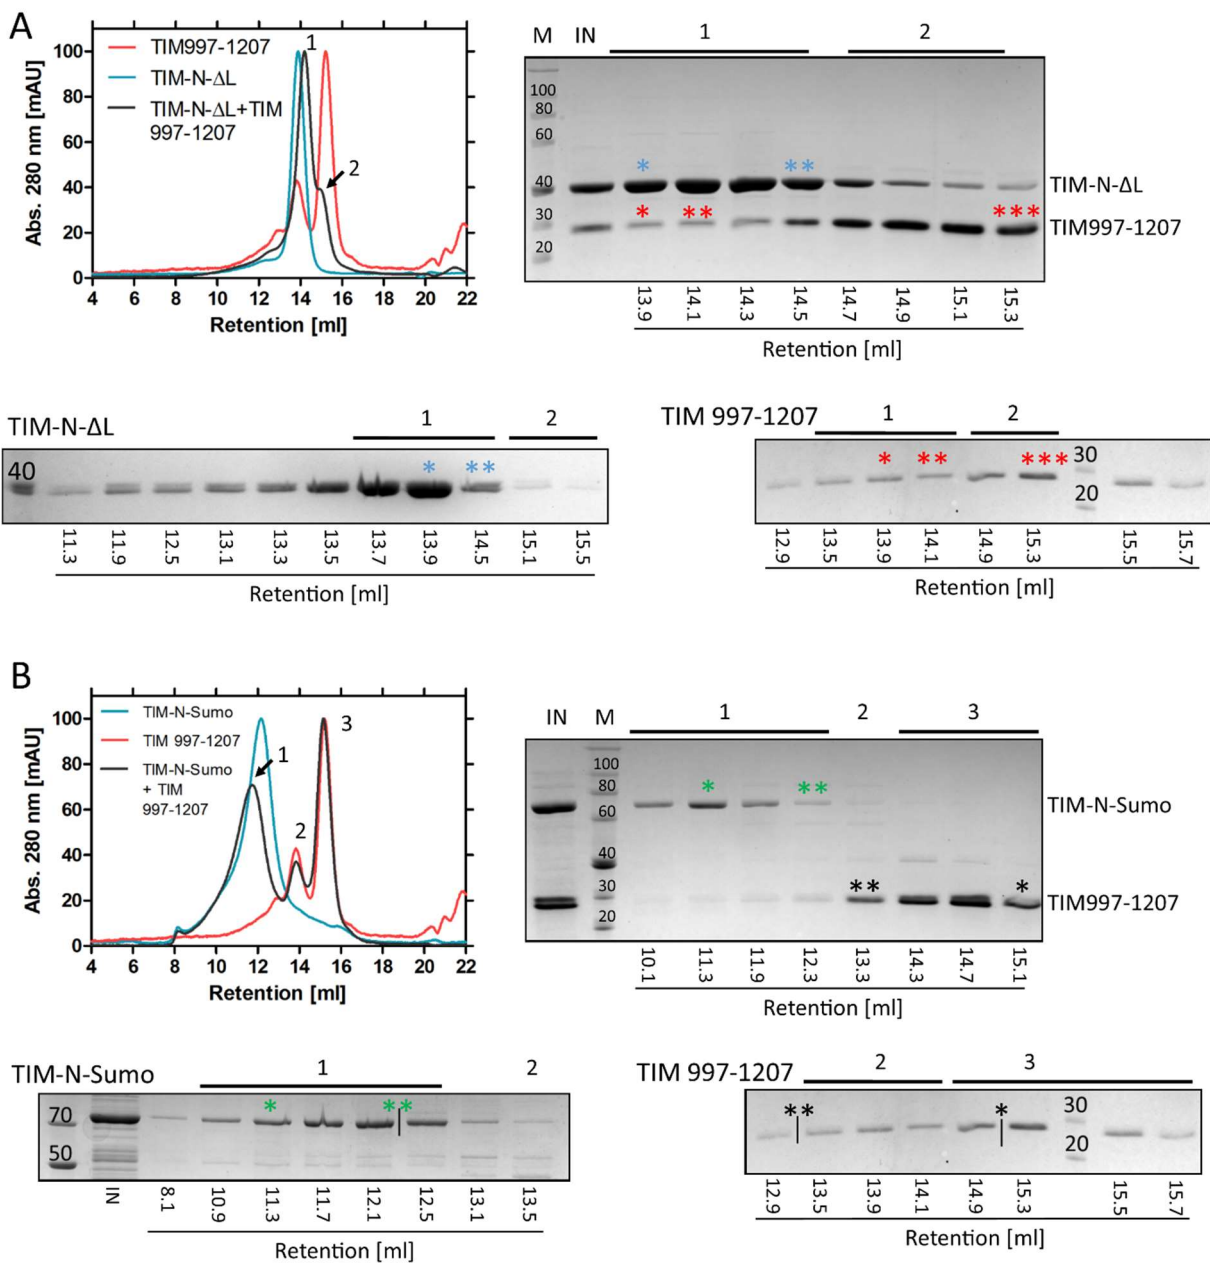 A
Abs. 280 nm [mAU]
100
80
60
40
20
0
TIM997-1207
TIM-N-ΔL
TIM-N-ΔL+TIM
997-1207
1
2
4 6 8 10 12 14 16 18 20 22
Retention [ml]
M IN 1 2
100
80
60
40
30
20
* **
* ** ***
TIM-N-ΔL
TIM997-1207
13.9 14.1 14.3 14.5 14.7 14.9 15.1 15.3
Retention [ml]
TIM-N-ΔL 1 2
40 * **
11.3 11.9 12.5 13.1 13.3 13.5 13.7 13.9 14.5 15.1 15.5
Retention [ml]
TIM 997-1207 1 2
* ** *** 30
20
12.9 13.5 13.9 14.1 14.9 15.3 15.5 15.7
Retention [ml]
B
Abs. 280 nm [mAU]
100
80
60
40
20
0
TIM-N-Sumo
TIM 997-1207
TIM-N-Sumo
+ TIM
997-1207
1
2
3
4 6 8 10 12 14 16 18 20 22
Retention [ml]
IN M 1 2 3
100
80
60
40
30
20
* **
** *
TIM-N-Sumo
TIM997-1207
10.1 11.3 11.9 12.3 13.3 14.3 14.7 15.1
Retention [ml]
TIM-N-Sumo 1 2
70 * **
50
IN 8.1 10.9 11.3 11.7 12.1 12.5 13.1 13.5
Retention [ml]
TIM 997-1207 2 3
** * 30
20
12.9 13.5 13.9 14.1 14.9 15.3 15.5 15.7
Retention [ml]